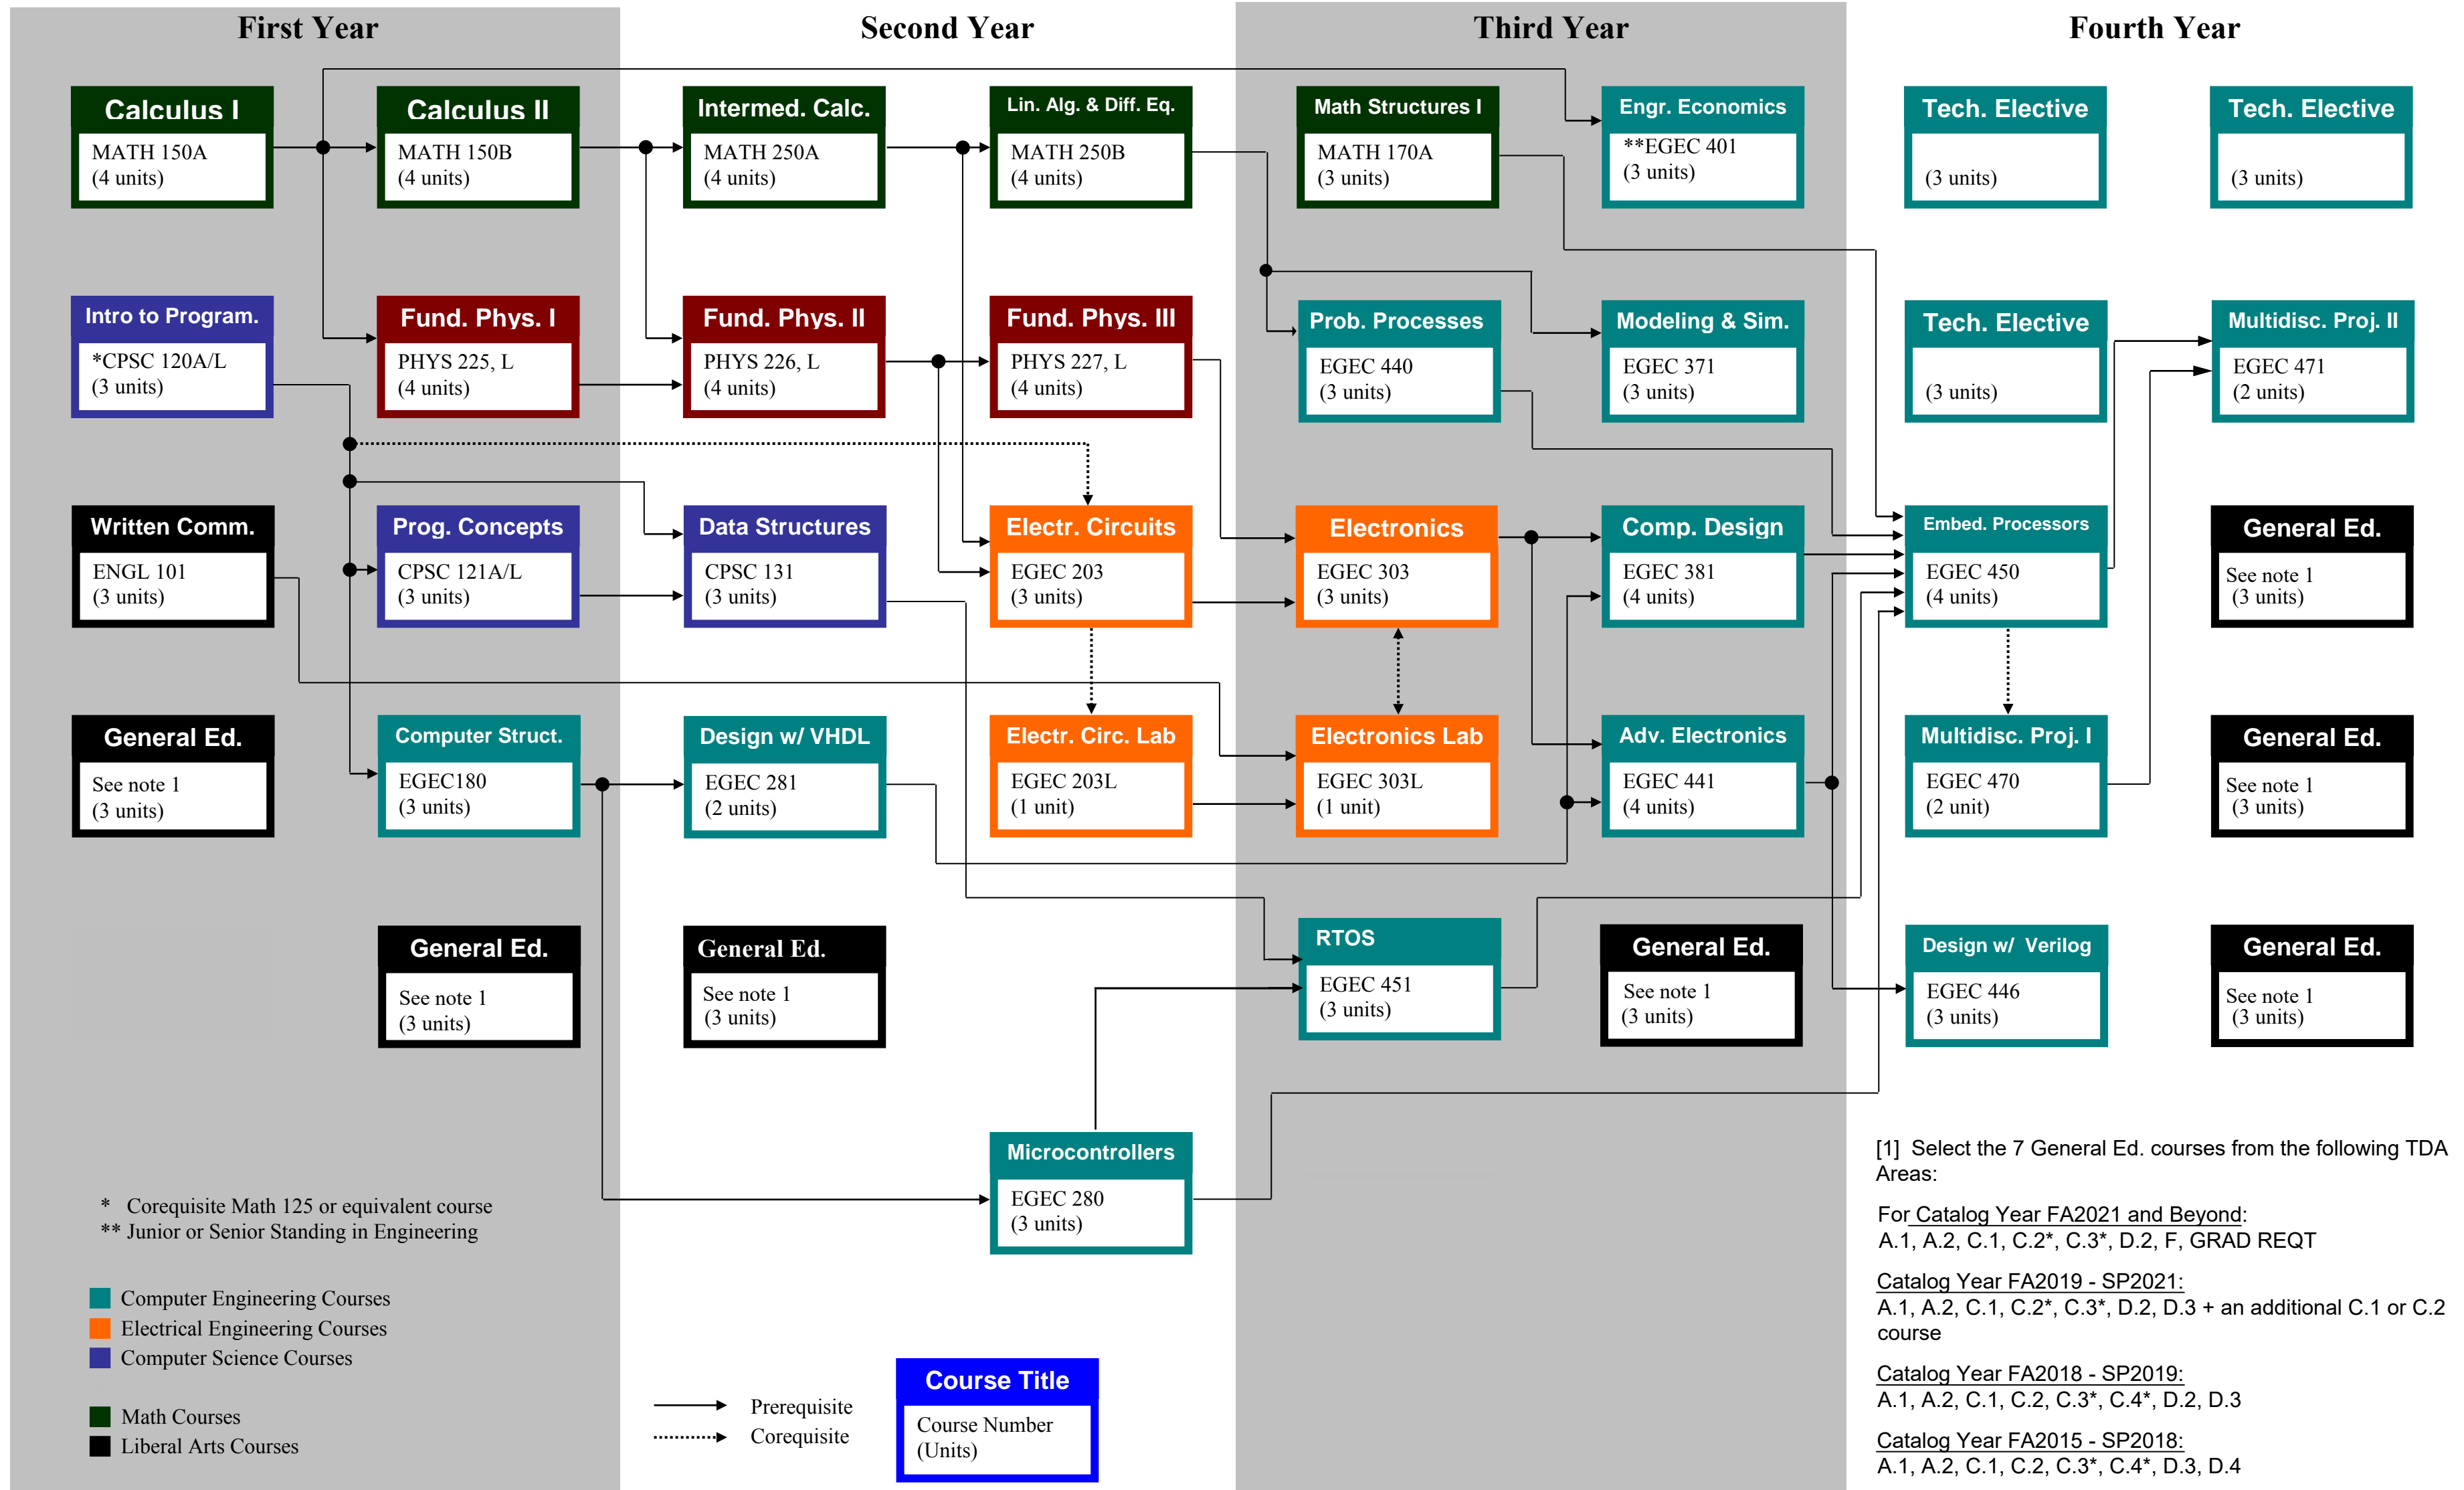 First Year
Second Year
Third Year
Fourth Year
Calculus I
MATH 150A
(4 units)
Calculus II
MATH 150B
(4 units)
Intermed. Calc.
MATH 250A
(4 units)
Lin. Alg. & Diff. Eq.
MATH 250B
(4 units)
Math Structures I
MATH 170A
(3 units)
Engr. Economics
**EGEC 401
(3 units)
Tech. Elective
(3 units)
Tech. Elective
(3 units)
Intro to Program.
*CPSC 120A/L
(3 units)
Fund. Phys. I
PHYS 225, L
(4 units)
Fund. Phys. II
PHYS 226, L
(4 units)
Fund. Phys. III
PHYS 227, L
(4 units)
Prob. Processes
EGEC 440
(3 units)
Modeling & Sim.
EGEC 371
(3 units)
Tech. Elective
(3 units)
Multidisc. Proj. II
EGEC 471
(2 units)
Written Comm.
ENGL 101
(3 units)
Prog. Concepts
CPSC 121A/L
(3 units)
Data Structures
CPSC 131
(3 units)
Electr. Circuits
EGEC 203
(3 units)
Electronics
EGEC 303
(3 units)
Comp. Design
EGEC 381
(4 units)
Embed. Processors
EGEC 450
(4 units)
General Ed.
See note 1
(3 units)
General Ed.
See note 1
(3 units)
Computer Struct.
EGEC180
(3 units)
Design w/ VHDL
EGEC 281
(2 units)
Electr. Circ. Lab
EGEC 203L
(1 unit)
Electronics Lab
EGEC 303L
(1 unit)
Adv. Electronics
EGEC 441
(4 units)
Multidisc. Proj. I
EGEC 470
(2 unit)
General Ed.
See note 1
(3 units)
General Ed.
See note 1
(3 units)
General Ed.
See note 1
(3 units)
RTOS
EGEC 451
(3 units)
General Ed.
See note 1
(3 units)
Design w/ Verilog
EGEC 446
(3 units)
General Ed.
See note 1
(3 units)
Microcontrollers
EGEC 280
(3 units)
* Corequisite Math 125 or equivalent course
** Junior or Senior Standing in Engineering
Computer Engineering Courses
Electrical Engineering Courses
Computer Science Courses
Math Courses
Liberal Arts Courses
Prerequisite
Corequisite
Course Title
Course Number
(Units)
[1] Select the 7 General Ed. courses from the following TDA
Areas:
For Catalog Year FA2021 and Beyond:
A.1, A.2, C.1, C.2*, C.3*, D.2, F, GRAD REQT
Catalog Year FA2019 - SP2021:
A.1, A.2, C.1, C.2*, C.3*, D.2, D.3 + an additional C.1 or C.2
course
Catalog Year FA2018 - SP2019:
A.1, A.2, C.1, C.2, C.3*, C.4*, D.2, D.3
Catalog Year FA2015 - SP2018:
A.1, A.2, C.1, C.2, C.3*, C.4*, D.3, D.4